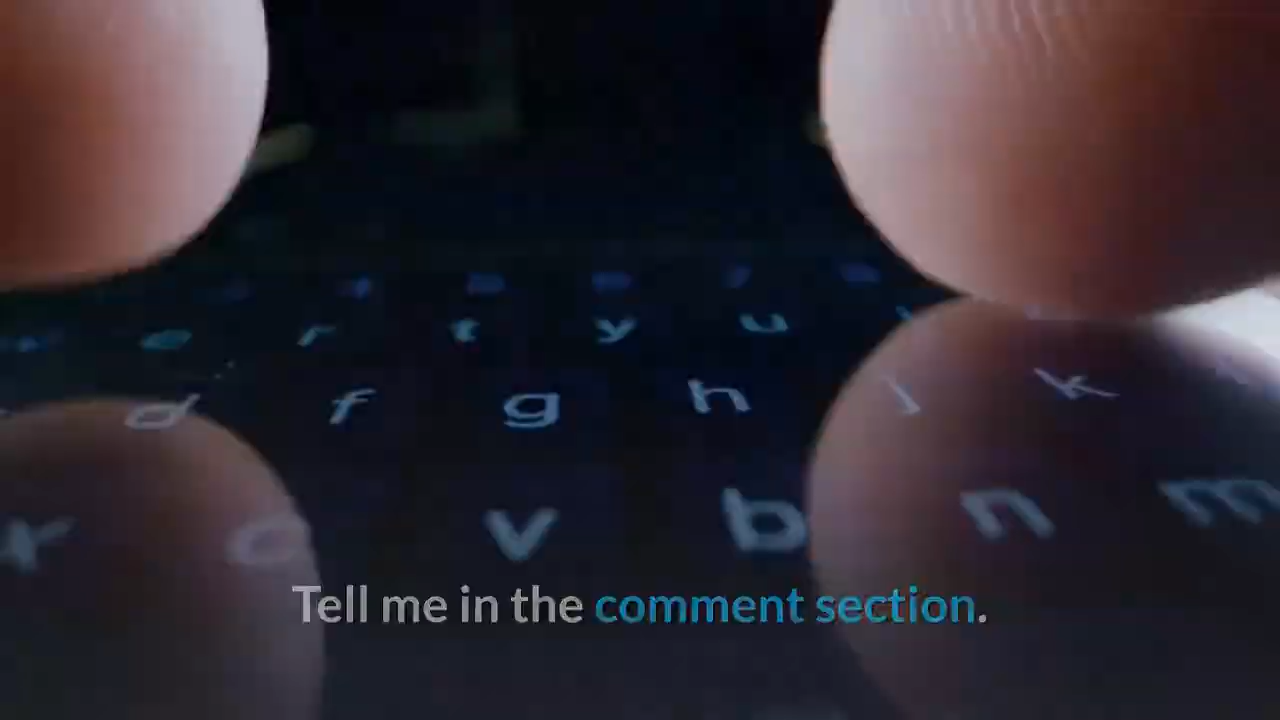 e r t y u
d f g h j k
x c v b n m
Tell me in the comment section.